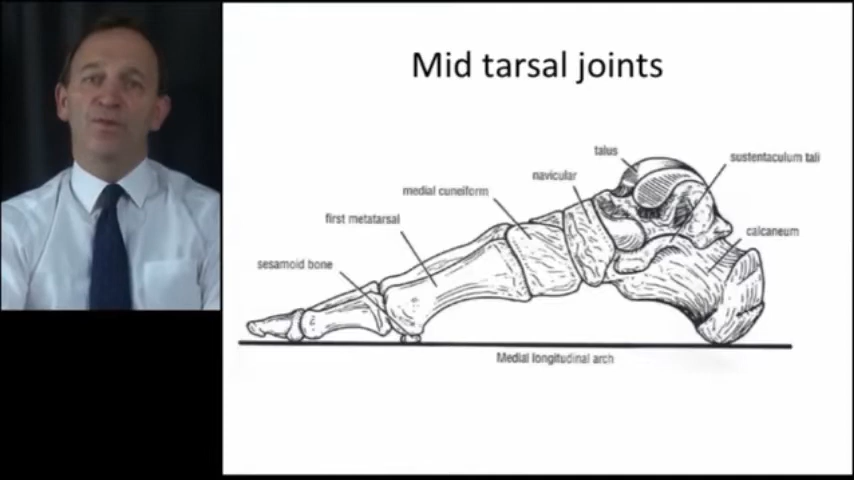 Mid tarsal joints
talus
sustentaculum tali
navicular
medial cuneiform
first metatarsal
calcaneum
sesamoid bone
Medial longitudinal arch